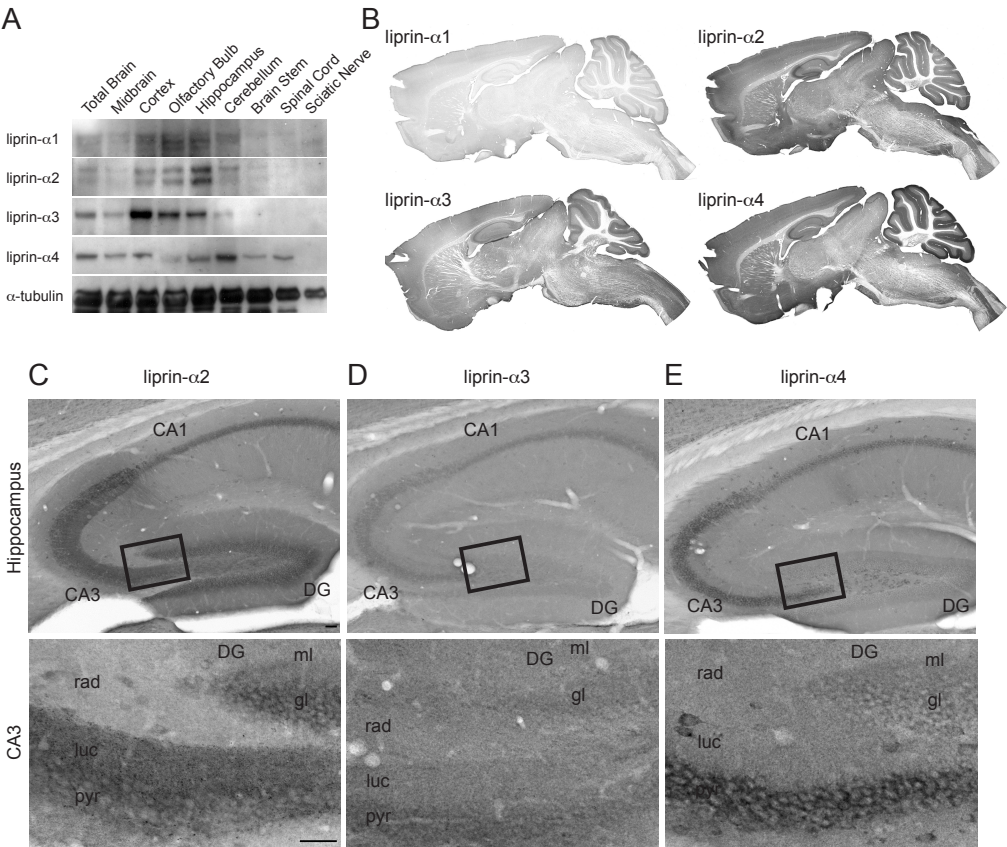 A
Total Brain
Midbrain
Cortex
Olfactory Bulb
Hippocampus
Cerebellum
Brain Stem
Spinal Cord
Sciatic Nerve
liprin-α1
liprin-α2
liprin-α3
liprin-α4
α-tubulin
B
liprin-α1
liprin-α2
liprin-α3
liprin-α4
C liprin-α2
D liprin-α3
E liprin-α4
Hippocampus
CA1
CA3
DG
CA1
CA3
DG
CA1
CA3
DG
CA3
DG
ml
rad
gl
luc
pyr
DG
ml
gl
rad
luc
pyr
DG
ml
rad
gl
luc